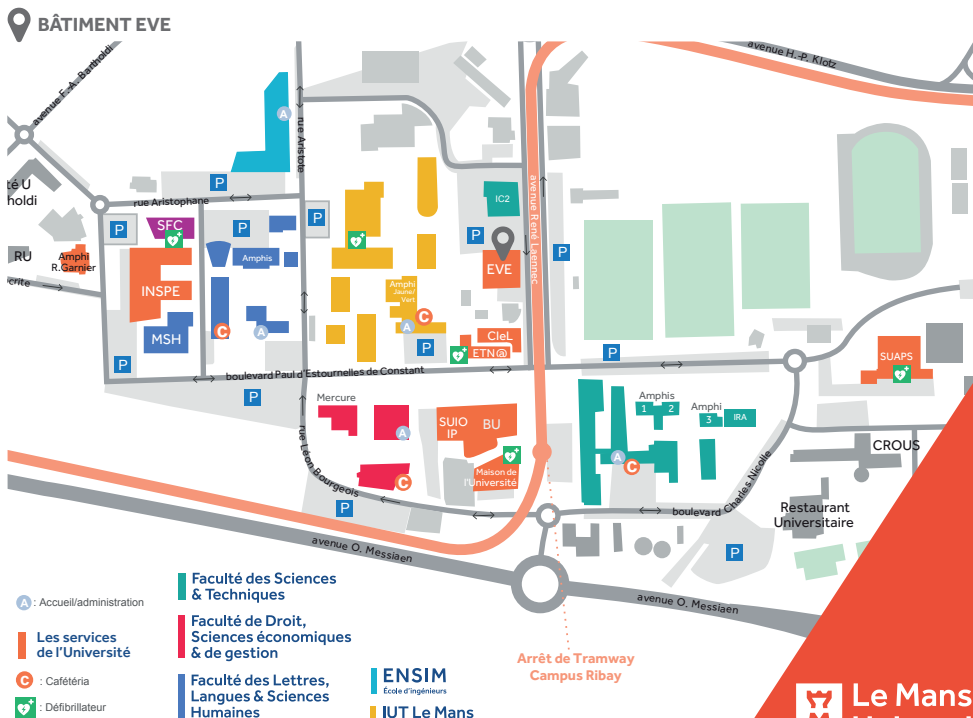 BÂTIMENT EVE
avenue F.-A. Bartholdi
avenue H.-P. Klotz
A
rue Aristote
P
rue Aristophane
té U
holdi
SFC
P
P
P
IC2
avenue René Laennec
RU
Amphi
R.Garnier
crite
Amphis
P
EVE
P
INSPE
MSH
Amphi
Jaune/
Vert
C
A
A
C
P
CIeL
ETN@
P
P
SUAPS
boulevard Paul d'Estournelles de Constant
P
Mercure
A
SUIO
IP
BU
Amphis
1 2
Amphi
3
IRA
rue Léon Bourgeois
C
Maison de
l'Université
A
C
CROUS
P
boulevard Charles Nicolle
Restaurant
Universitaire
P
avenue O. Messiaen
avenue O. Messiaen
A : Accueil/administration
Les services
de l'Université
C : Cafétéria
: Défibrillateur
Faculté des Sciences
& Techniques
Faculté de Droit,
Sciences économiques
& de gestion
Faculté des Lettres,
Langues & Sciences
Humaines
ENSIM
École d'ingénieurs
IUT Le Mans
Arrêt de Tramway
Campus Ribay
Le Mans